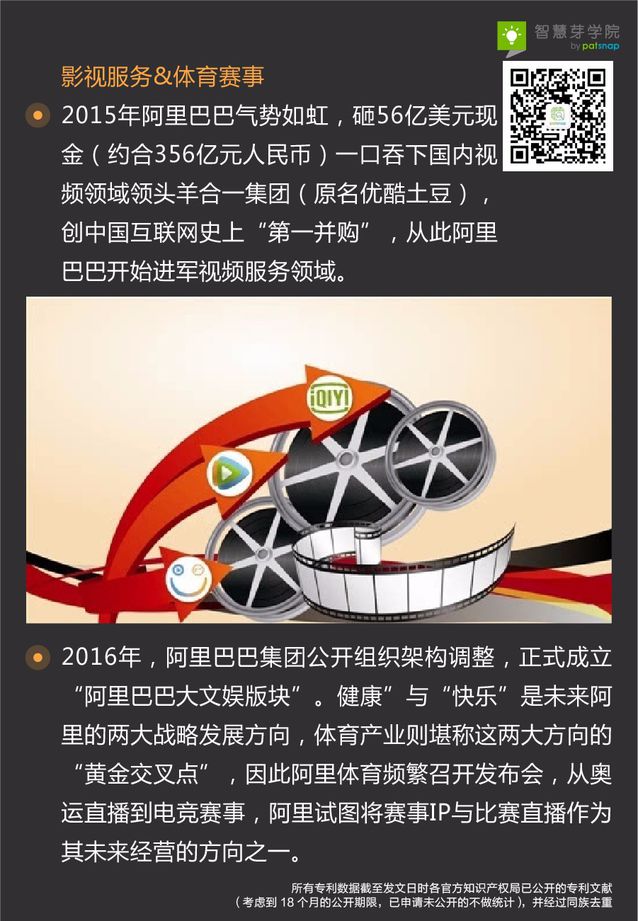 智慧芽学院
by patsnap
影视服务&体育赛事
2015年阿里巴巴气势如虹，砸56亿美元现
金（约合356亿元人民币）一口吞下国内视
频领域领头羊合一集团（原名优酷土豆），
创中国互联网史上“第一并购”，从此阿里
巴巴开始进军视频服务领域。
iQIYI
2016年，阿里巴巴集团公开组织架构调整，正式成立
“阿里巴巴大文娱版块”。健康”与“快乐”是未来阿
里的两大战略发展方向，体育产业则堪称这两大方向的
“黄金交叉点”，因此阿里体育频繁召开发布会，从奥
运直播到电竞赛事，阿里试图将赛事IP与比赛直播作为
其未来经营的方向之一。
所有专利数据截至发文日时各官方知识产权局已公开的专利文献
（考虑到 18 个月的公开期限，已申请未公开的不做统计），并经过同族去重